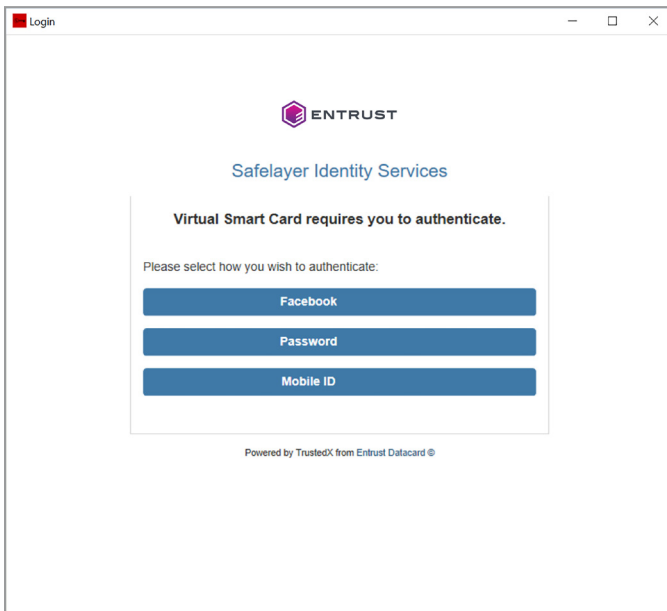 Login
ENTRUST
Safelayer Identity Services
Virtual Smart Card requires you to authenticate.
Please select how you wish to authenticate:
Facebook
Password
Mobile ID
Powered by TrustedX from Entrust Datacard ©